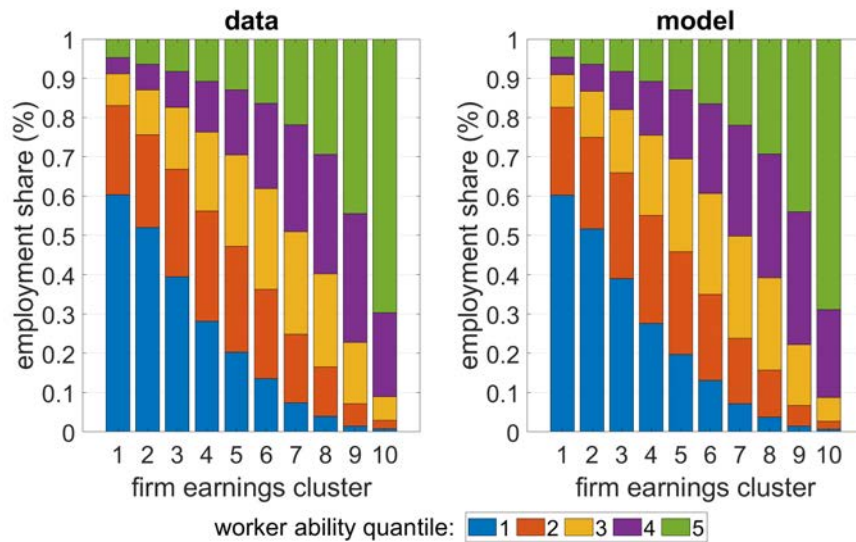 data
employment share (%)
1
0.9
0.8
0.7
0.6
0.5
0.4
0.3
0.2
0.1
0
1 2 3 4 5 6 7 8 9 10
firm earnings cluster
model
employment share (%)
1
0.9
0.8
0.7
0.6
0.5
0.4
0.3
0.2
0.1
0
1 2 3 4 5 6 7 8 9 10
firm earnings cluster
worker ability quantile: 1 2 3 4 5